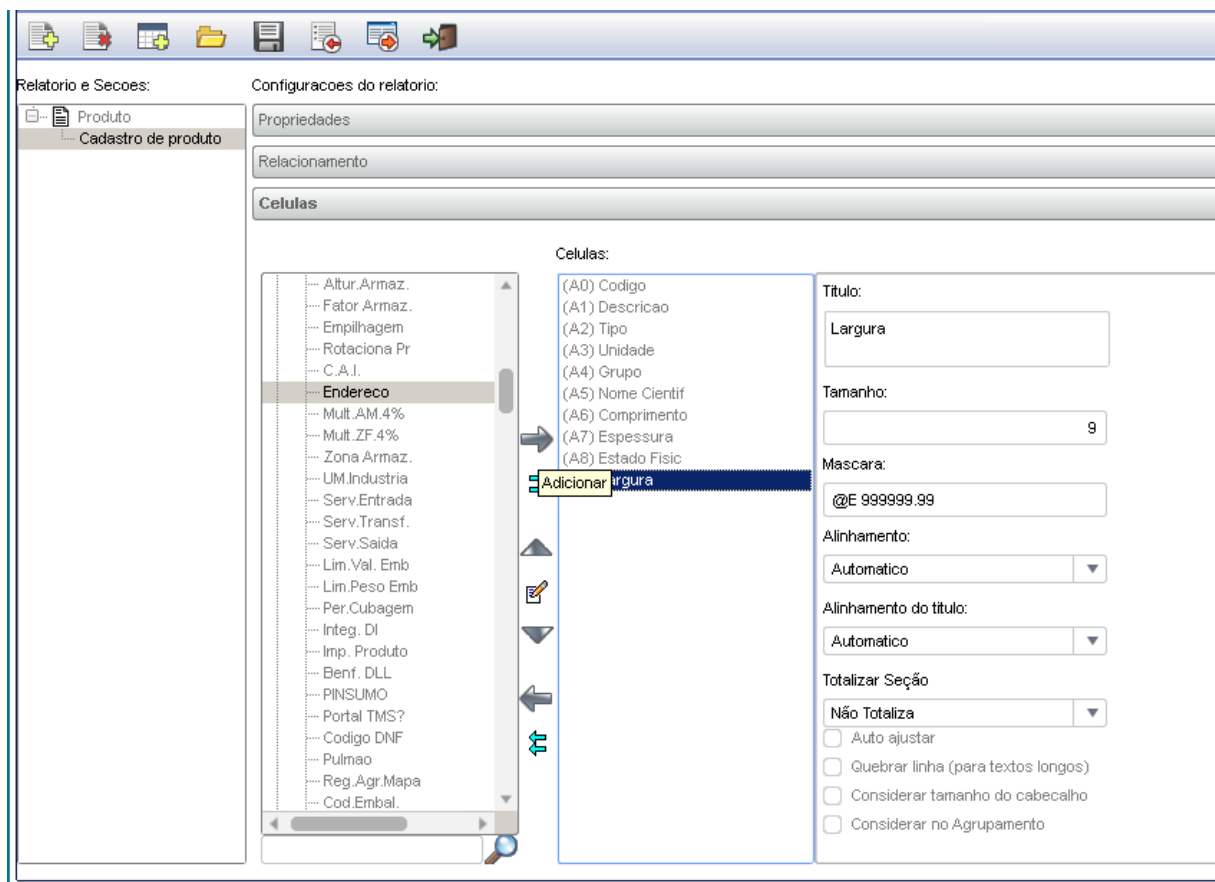 Relatorio e Secoes:
Configuracoes do relatorio:
Produto
Cadastro de produto
Propriedades
Relacionamento
Celulas
Altur.Armaz.
Fator Armaz.
Empilhagem
Rotaciona Pr
C.A.I.
Endereco
Mult.AM.4%
Mult.ZF.4%
Zona Armaz.
UM.Industria
Serv.Entrada
Serv.Transf.
Serv.Saida
Lim.Val. Emb
Lim.Peso Emb
Per.Cubagem
Integ. DI
Imp. Produto
Benf. DLL
PINSUMO
Portal TMS?
Codigo DNF
Pulmao
Reg.Agr.Mapa
Cod.Embal.
Adicionar
Celulas:
(A0) Codigo
(A1) Descricao
(A2) Tipo
(A3) Unidade
(A4) Grupo
(A5) Nome Cientif
(A6) Comprimento
(A7) Espessura
(A8) Estado Fisic
argura
Titulo:
Largura
Tamanho:
9
Mascara:
@E 999999.99
Alinhamento:
Automatico
Alinhamento do titulo:
Automatico
Totalizar Seção
Não Totaliza
Auto ajustar
Quebrar linha (para textos longos)
Considerar tamanho do cabecalho
Considerar no Agrupamento